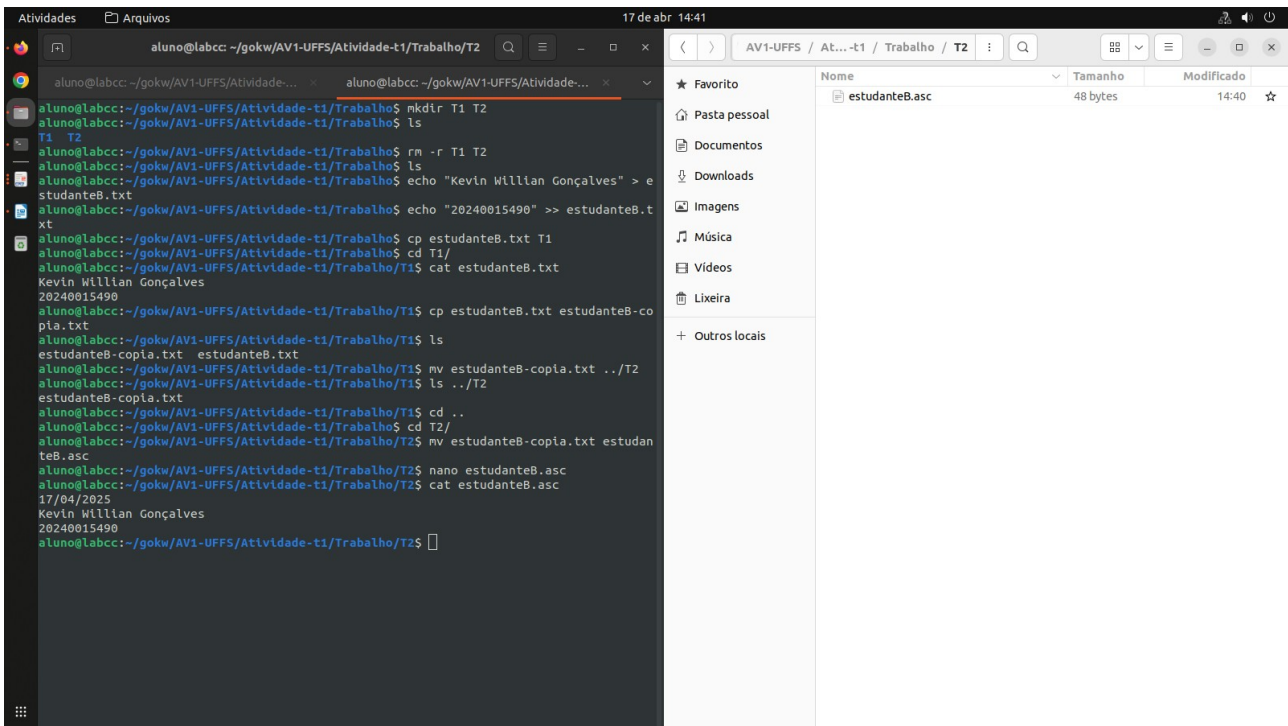 Atividades Arquivos 17 de abr 14:41
aluno@labcc: ~/gokw/AV1-UFFS/Atividade-t1/Trabalho/T2
aluno@labcc: ~/gokw/AV1-UFFS/Atividade-...
aluno@labcc: ~/gokw/AV1-UFFS/Atividade-...
aluno@labcc:~/gokw/AV1-UFFS/Atividade-t1/Trabalho$ mkdir T1 T2
aluno@labcc:~/gokw/AV1-UFFS/Atividade-t1/Trabalho$ ls
T1 T2
aluno@labcc:~/gokw/AV1-UFFS/Atividade-t1/Trabalho$ rm -r T1 T2
aluno@labcc:~/gokw/AV1-UFFS/Atividade-t1/Trabalho$ ls
aluno@labcc:~/gokw/AV1-UFFS/Atividade-t1/Trabalho$ echo "Kevin Willian Gonçalves" > e
studanteB.txt
aluno@labcc:~/gokw/AV1-UFFS/Atividade-t1/Trabalho$ echo "20240015490" >> estudanteB.t
xt
aluno@labcc:~/gokw/AV1-UFFS/Atividade-t1/Trabalho$ cp estudanteB.txt T1
aluno@labcc:~/gokw/AV1-UFFS/Atividade-t1/Trabalho$ cd T1/
aluno@labcc:~/gokw/AV1-UFFS/Atividade-t1/Trabalho/T1$ cat estudanteB.txt
Kevin Willian Gonçalves
20240015490
aluno@labcc:~/gokw/AV1-UFFS/Atividade-t1/Trabalho/T1$ cp estudanteB.txt estudanteB-co
pia.txt
aluno@labcc:~/gokw/AV1-UFFS/Atividade-t1/Trabalho/T1$ ls
estudanteB-copia.txt estudanteB.txt
aluno@labcc:~/gokw/AV1-UFFS/Atividade-t1/Trabalho/T1$ mv estudanteB-copia.txt ../T2
aluno@labcc:~/gokw/AV1-UFFS/Atividade-t1/Trabalho/T1$ ls ../T2
estudanteB-copia.txt
aluno@labcc:~/gokw/AV1-UFFS/Atividade-t1/Trabalho/T1$ cd ..
aluno@labcc:~/gokw/AV1-UFFS/Atividade-t1/Trabalho$ cd T2/
aluno@labcc:~/gokw/AV1-UFFS/Atividade-t1/Trabalho/T2$ mv estudanteB-copia.txt estudan
teB.asc
aluno@labcc:~/gokw/AV1-UFFS/Atividade-t1/Trabalho/T2$ nano estudanteB.asc
aluno@labcc:~/gokw/AV1-UFFS/Atividade-t1/Trabalho/T2$ cat estudanteB.asc
17/04/2025
Kevin Willian Gonçalves
20240015490
aluno@labcc:~/gokw/AV1-UFFS/Atividade-t1/Trabalho/T2$
AV1-UFFS / At...-t1 / Trabalho / T2
Favorito
Pasta pessoal
Documentos
Downloads
Imagens
Música
Vídeos
Lixeira
+ Outros locais
Nome Tamanho Modificado
estudanteB.asc 48 bytes 14:40